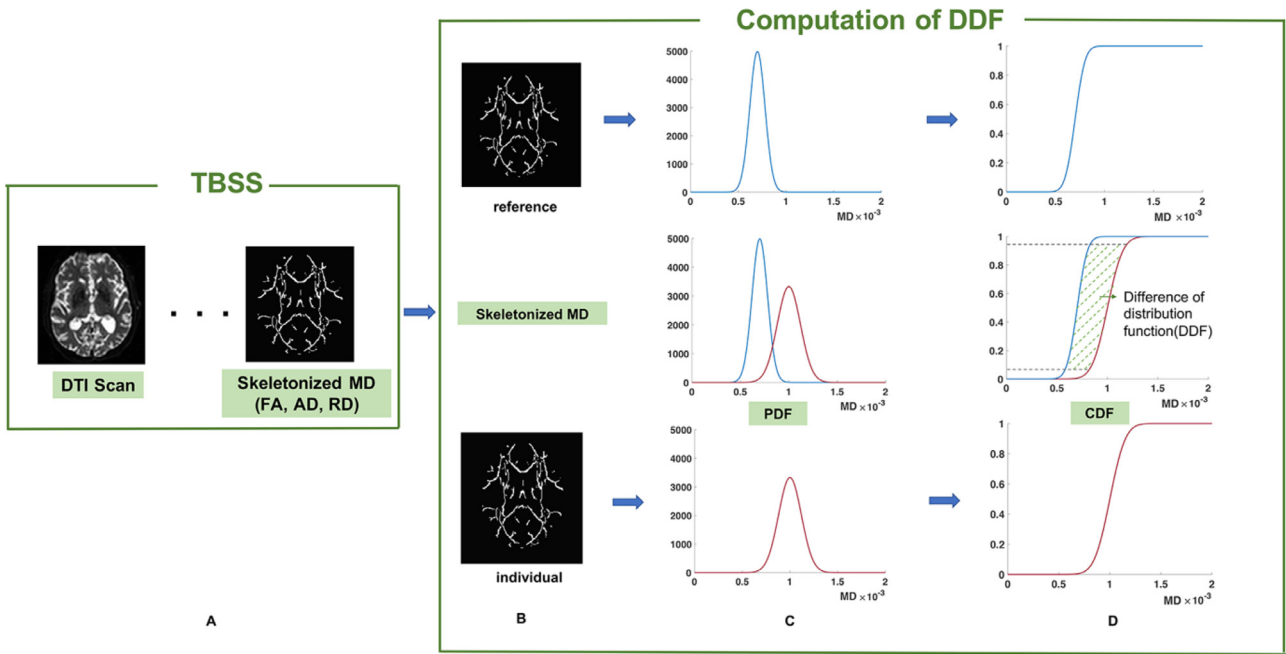 Computation of DDF
TBSS
DTI Scan
. . .
Skeletonized MD
(FA, AD, RD)
reference
Skeletonized MD
individual
5000
4000
3000
2000
1000
0
0 0.5 1 1.5 2
MD ×10⁻³
1
0.8
0.6
0.4
0.2
0
0 0.5 1 1.5 2
MD ×10⁻³
5000
4000
3000
2000
1000
0
0 0.5 1 1.5 2
MD ×10⁻³
PDF
1
0.8
0.6
0.4
0.2
0
0 0.5 1 1.5 2
MD ×10⁻³
Difference of
distribution
function(DDF)
CDF
5000
4000
3000
2000
1000
0
0 0.5 1 1.5 2
MD ×10⁻³
1
0.8
0.6
0.4
0.2
0
0 0.5 1 1.5 2
MD ×10⁻³
A
B
C
D